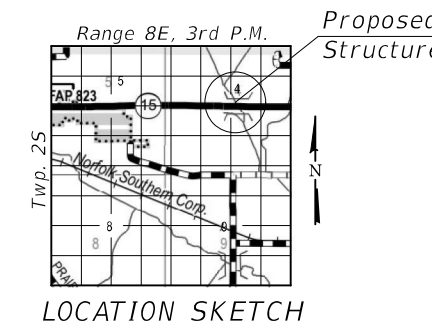 Range 8E, 3rd P.M.
Proposed
Structure
5 5
4
FAP 823
15
Twp. 2S
Norfolk Southern Corp.
N
8
9
8
9
PRAIR
LOCATION SKETCH